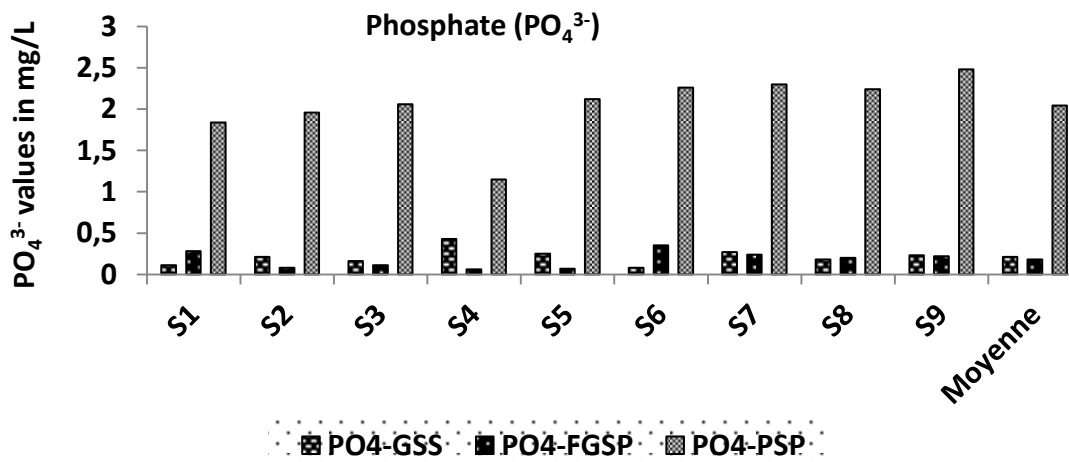 Phosphate (PO₄³⁻)
PO₄³⁻ values in mg/L
3
2,5
2
1,5
1
0,5
0
S1 S2 S3 S4 S5 S6 S7 S8 S9 Moyenne
PO4-GSS PO4-FGSP PO4-PSP